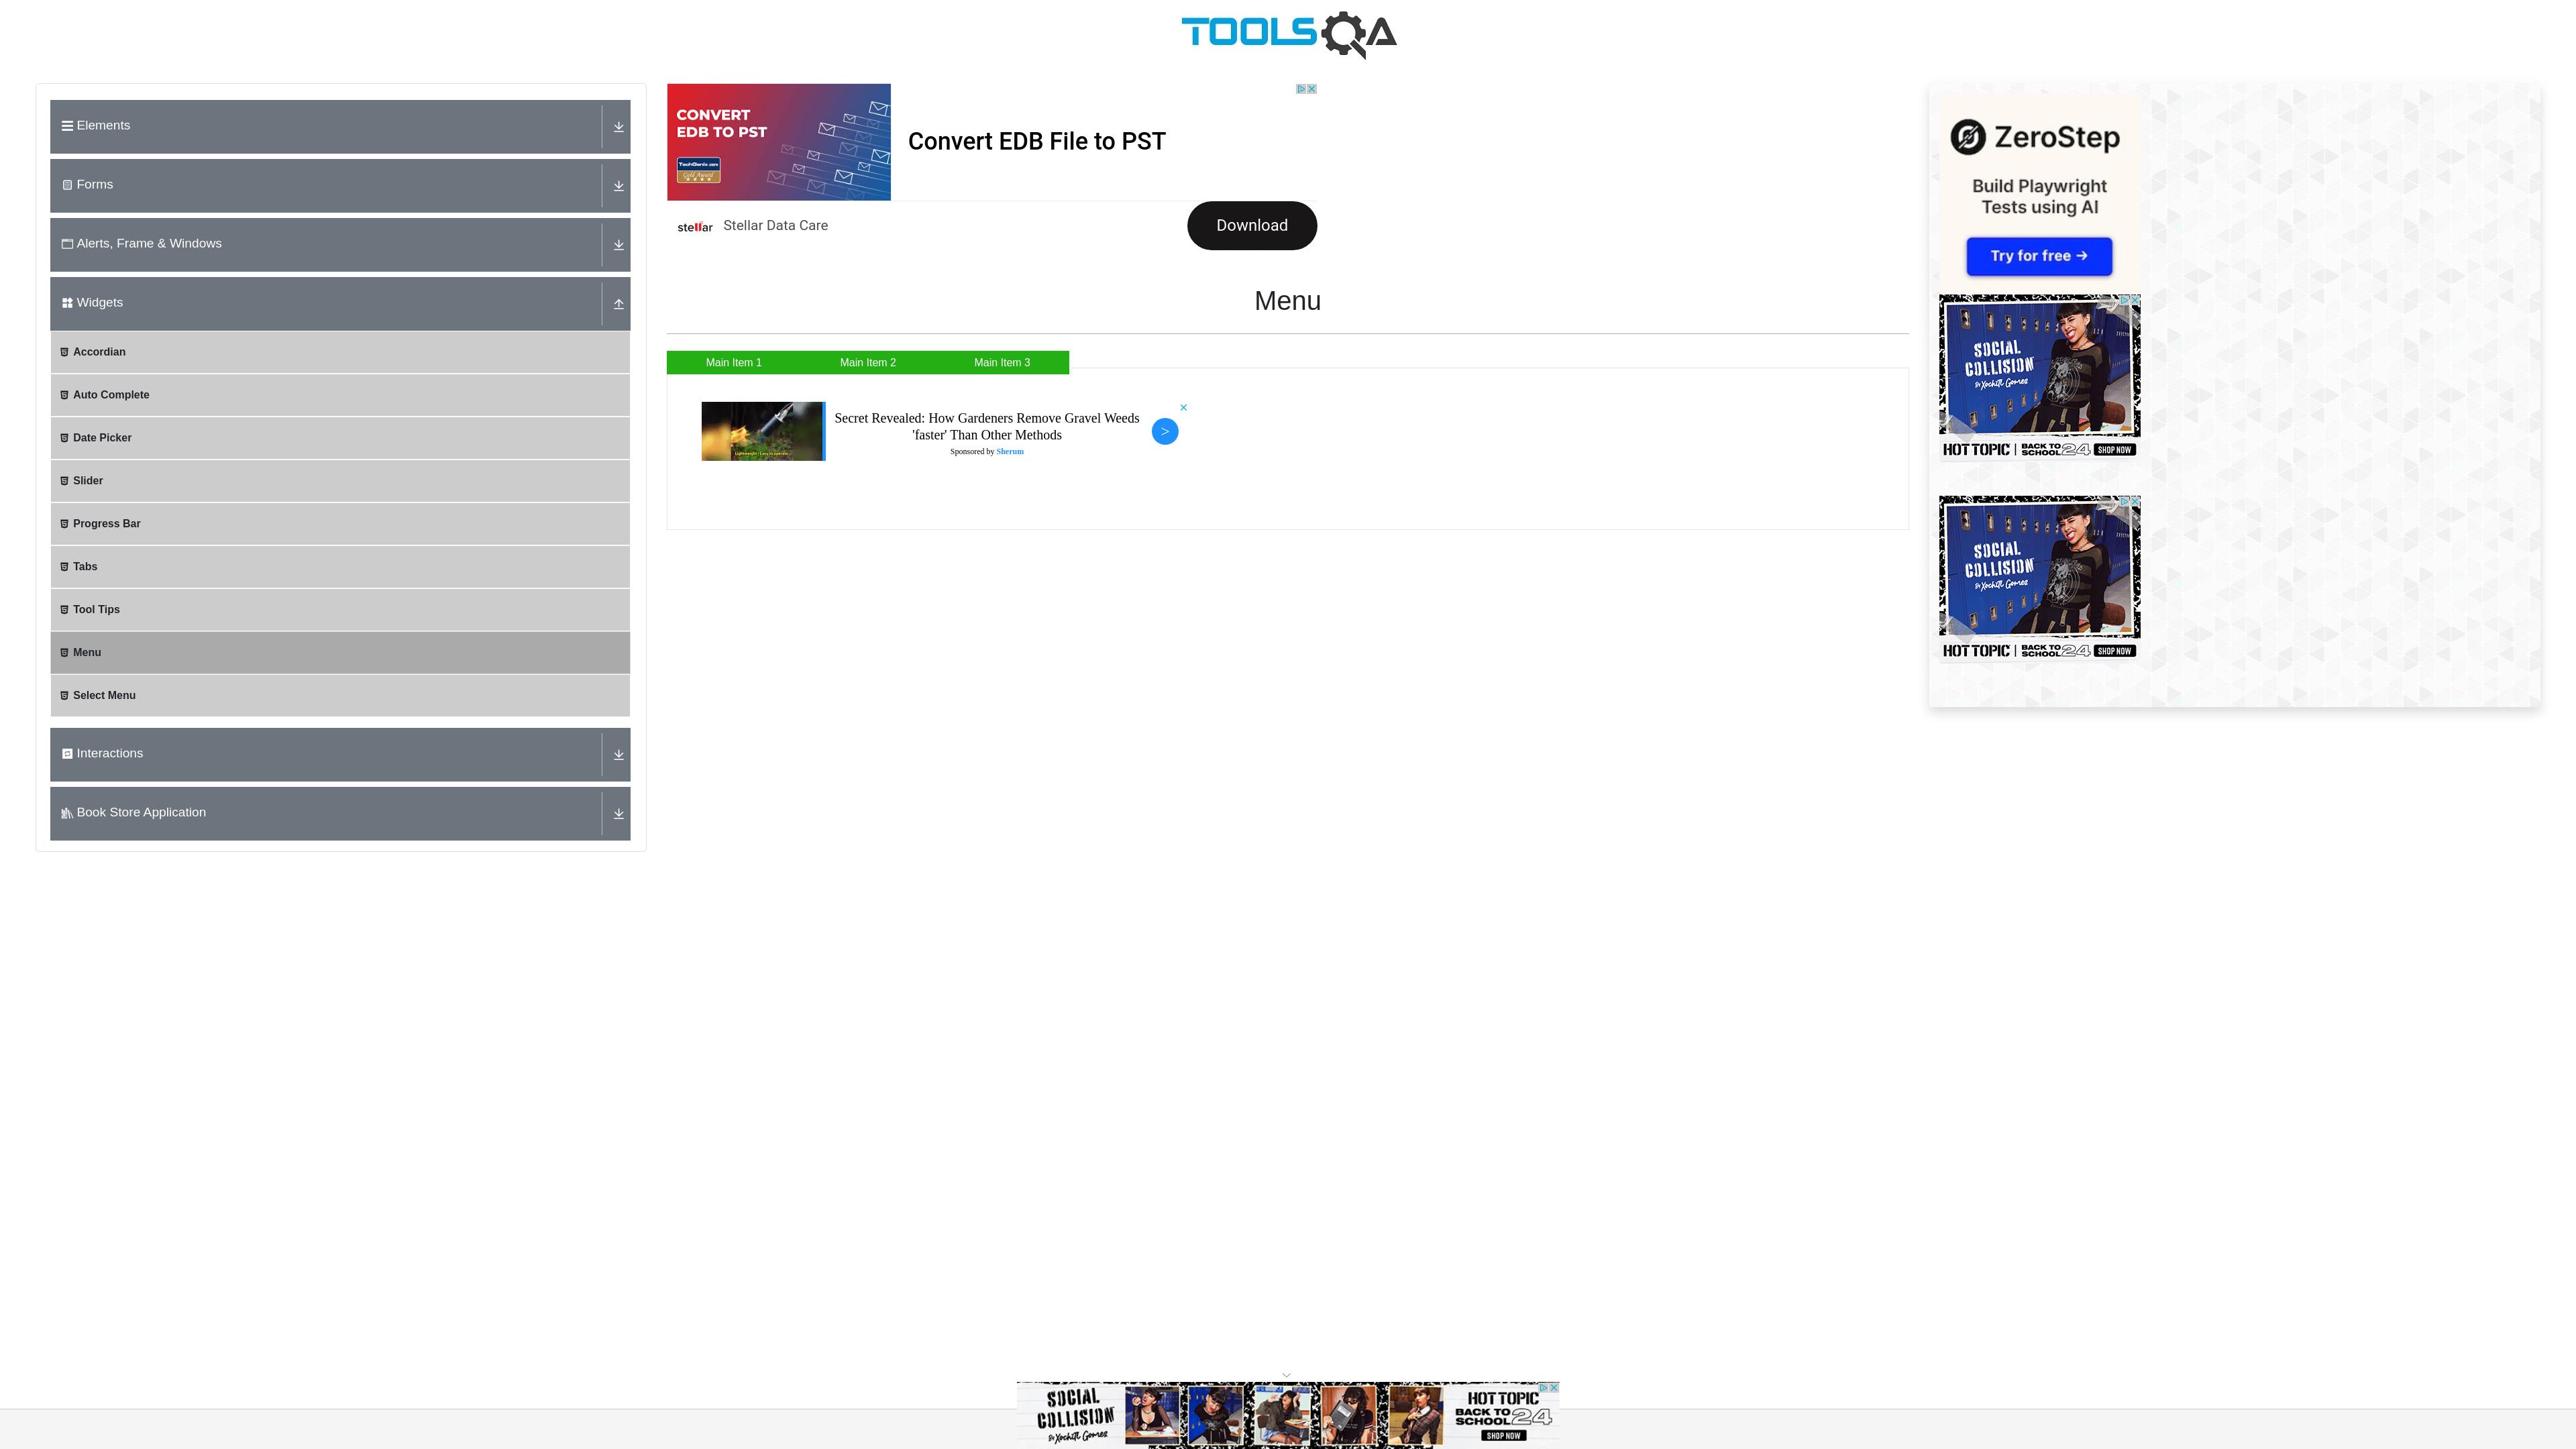 TOOLSQA
Elements
Forms
Alerts, Frame & Windows
Widgets
Accordian
Auto Complete
Date Picker
Slider
Progress Bar
Tabs
Tool Tips
Menu
Select Menu
Interactions
Book Store Application
CONVERT
EDB TO PST
TechGenix.com
Gold Award
Convert EDB File to PST
stellar
Stellar Data Care
Download
Menu
Main Item 1
Main Item 2
Main Item 3
Secret Revealed: How Gardeners Remove Gravel Weeds
'faster' Than Other Methods
Sponsored by Sherum
>
ZeroStep
Build Playwright
Tests using AI
Try for free →
SOCIAL
COLLISION
By Xochitl Gomez
HOT TOPIC | BACK TO SCHOOL 24 SHOP NOW
SOCIAL
COLLISION
By Xochitl Gomez
HOT TOPIC | BACK TO SCHOOL 24 SHOP NOW
SOCIAL
COLLISION
By Xochitl Gomez
HOT TOPIC
BACK TO
SCHOOL 24
SHOP NOW